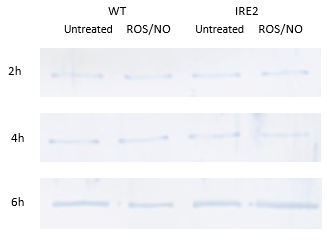 WT IRE2
Untreated ROS/NO Untreated ROS/NO
2h
4h
6h